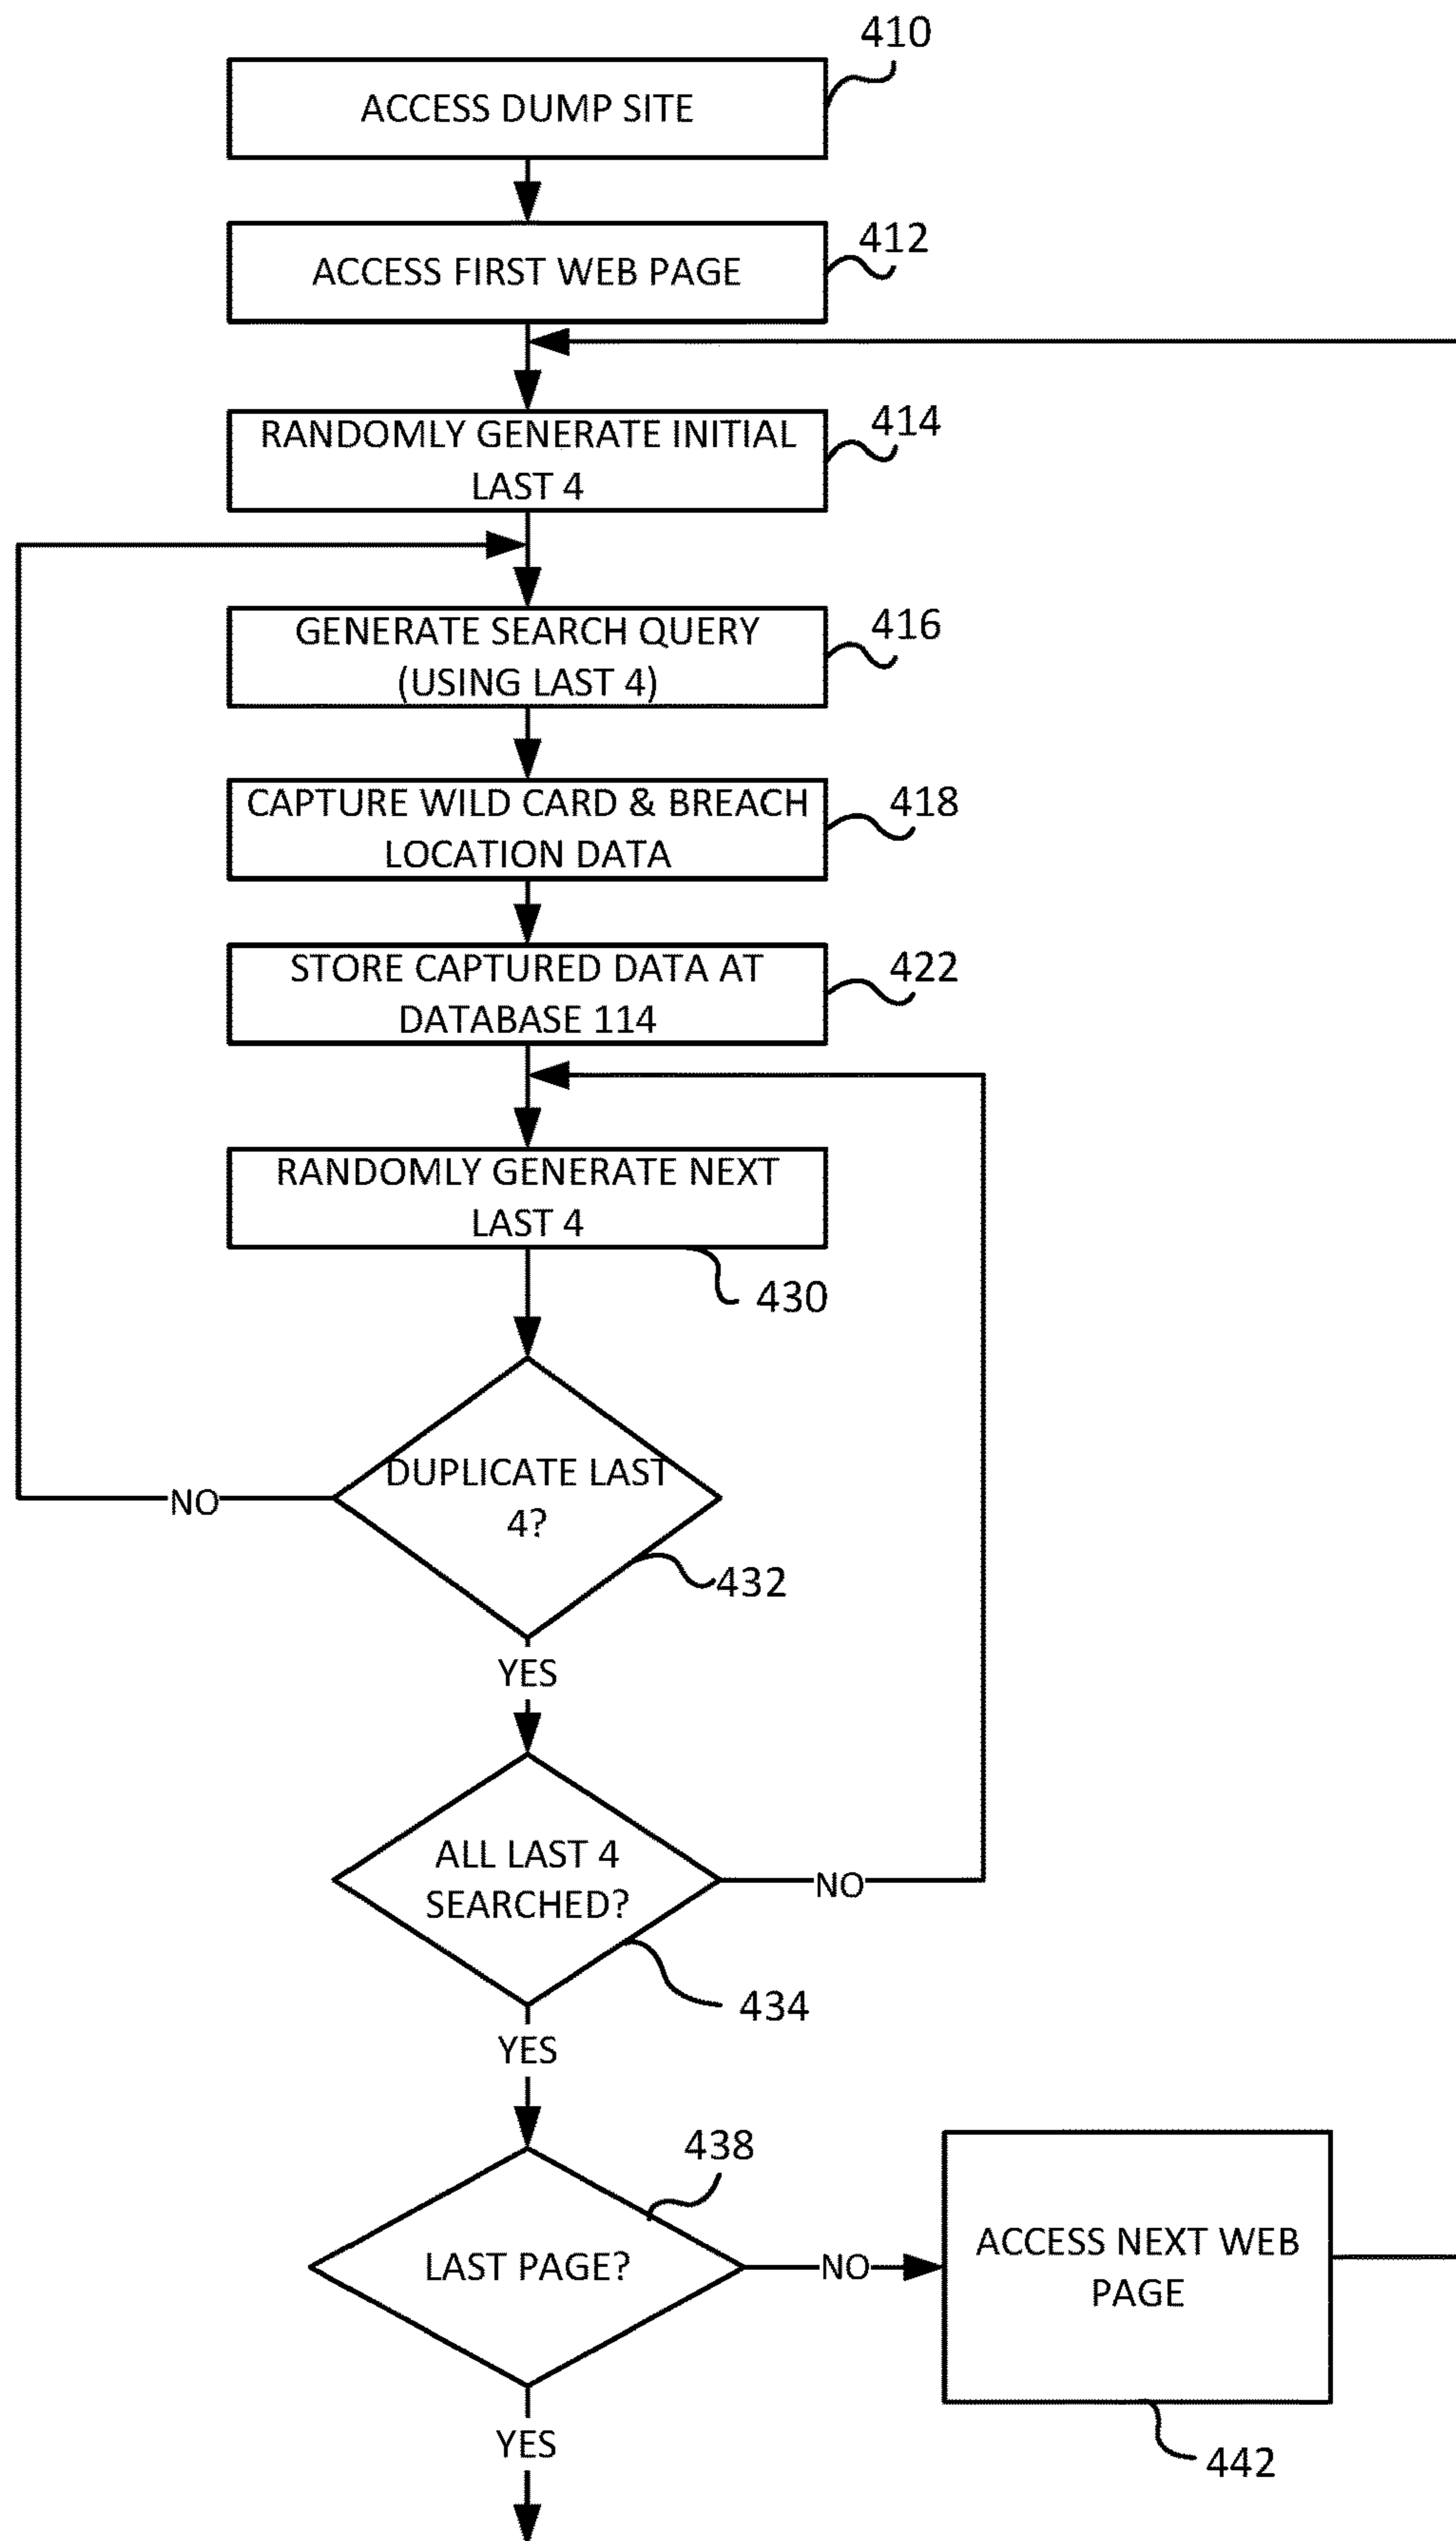 410
ACCESS DUMP SITE
412
ACCESS FIRST WEB PAGE
414
RANDOMLY GENERATE INITIAL
LAST 4
416
GENERATE SEARCH QUERY
(USING LAST 4)
418
CAPTURE WILD CARD & BREACH
LOCATION DATA
422
STORE CAPTURED DATA AT
DATABASE 114
RANDOMLY GENERATE NEXT
LAST 4
430
DUPLICATE LAST
4?
NO
432
YES
ALL LAST 4
SEARCHED?
NO
434
YES
438
LAST PAGE?
NO
ACCESS NEXT WEB
PAGE
442
YES